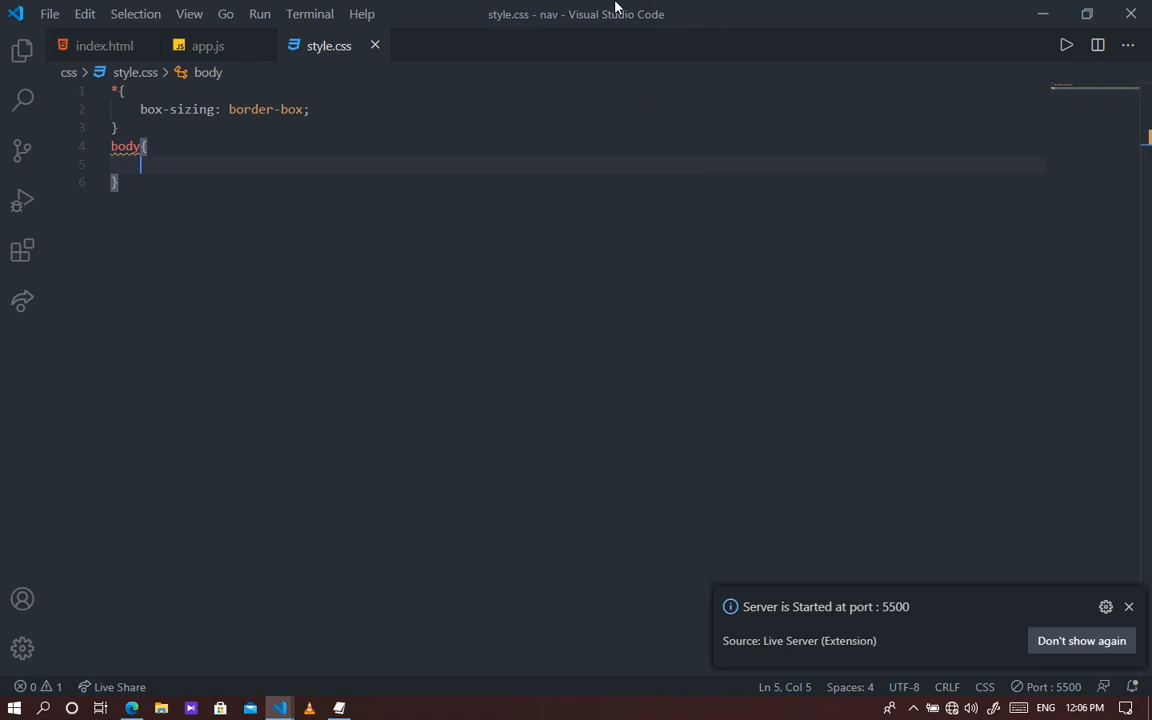 File Edit Selection View Go Run Terminal Help style.css - nav - Visual Studio Code
index.html JS app.js style.css
css > style.css > body
1 *{
2 box-sizing: border-box;
3 }
4 body{
5
6 }
Server is Started at port : 5500
Source: Live Server (Extension) Don't show again
0 1 Live Share Ln 5, Col 5 Spaces: 4 UTF-8 CRLF CSS Port : 5500
ENG 12:06 PM